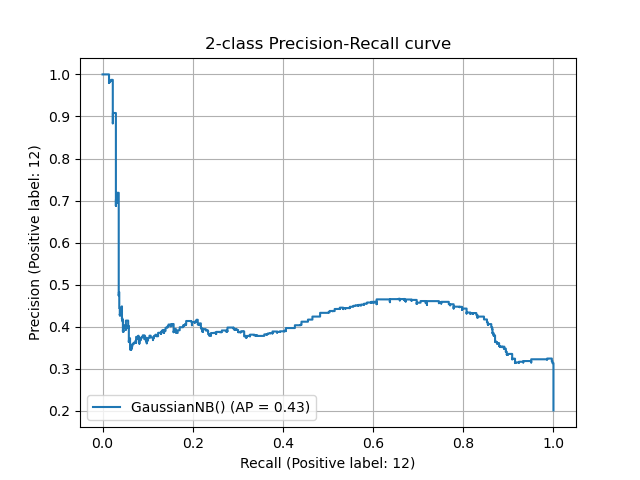 2-class Precision-Recall curve
Precision (Positive label: 12)
1.0
0.9
0.8
0.7
0.6
0.5
0.4
0.3
0.2
GaussianNB() (AP = 0.43)
0.0 0.2 0.4 0.6 0.8 1.0
Recall (Positive label: 12)